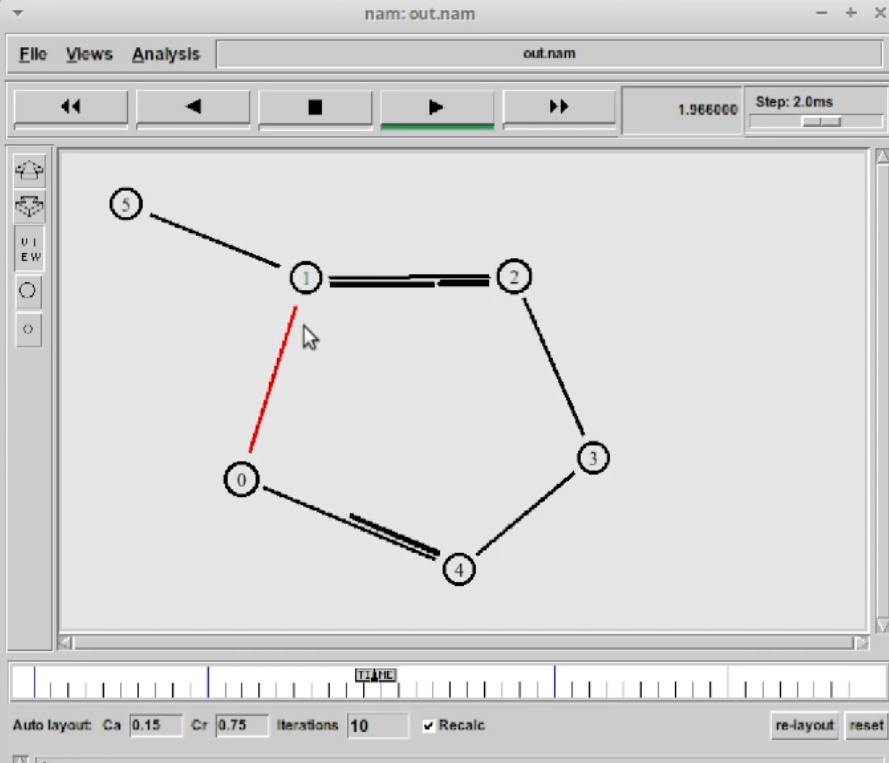 nam: out.nam
File Views Analysis out.nam
1.966000 Step: 2.0ms
5
VI
EW
1 2
3
0
4
TIME
Auto layout: Ca 0.15 Cr 0.75 Iterations 10 Recalc re-layout reset